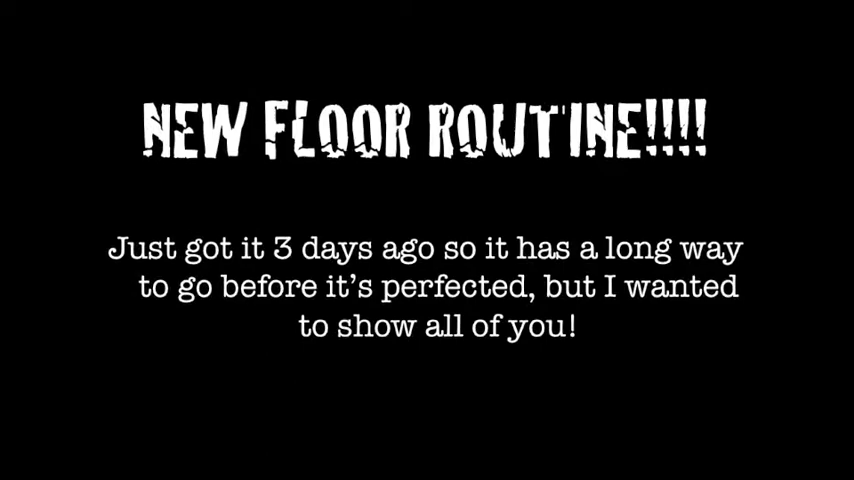 NEW FLOOR ROUTINE!!!!
Just got it 3 days ago so it has a long way
to go before it's perfected, but I wanted
to show all of you!